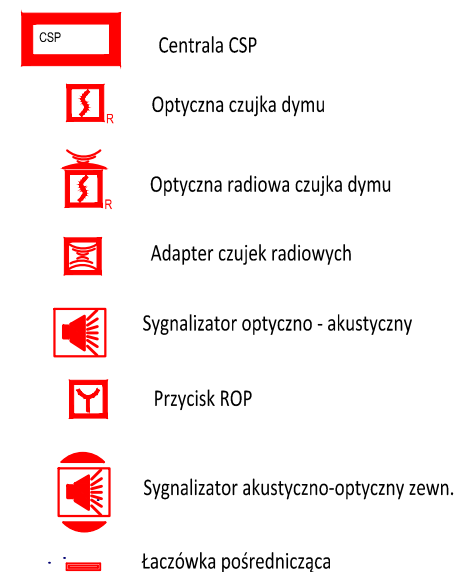 CSP Centrala CSP
R Optyczna czujka dymu
R Optyczna radiowa czujka dymu
Adapter czujek radiowych
Sygnalizator optyczno - akustyczny
Przycisk ROP
Sygnalizator akustyczno-optyczny zewn.
Łaczówka pośrednicząca